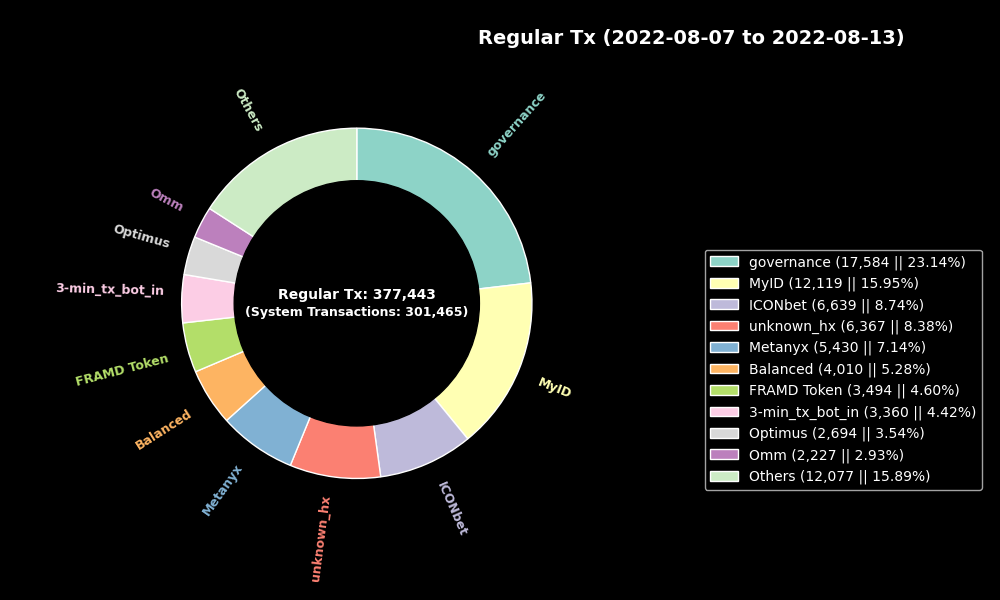 Regular Tx (2022-08-07 to 2022-08-13)
Others
governance
Omm
Optimus
3-min_tx_bot_in
FRAMD Token
Balanced
Metanyx
unknown_hx
ICONbet
MyID
Regular Tx: 377,443
(System Transactions: 301,465)
governance (17,584 || 23.14%)
MyID (12,119 || 15.95%)
ICONbet (6,639 || 8.74%)
unknown_hx (6,367 || 8.38%)
Metanyx (5,430 || 7.14%)
Balanced (4,010 || 5.28%)
FRAMD Token (3,494 || 4.60%)
3-min_tx_bot_in (3,360 || 4.42%)
Optimus (2,694 || 3.54%)
Omm (2,227 || 2.93%)
Others (12,077 || 15.89%)